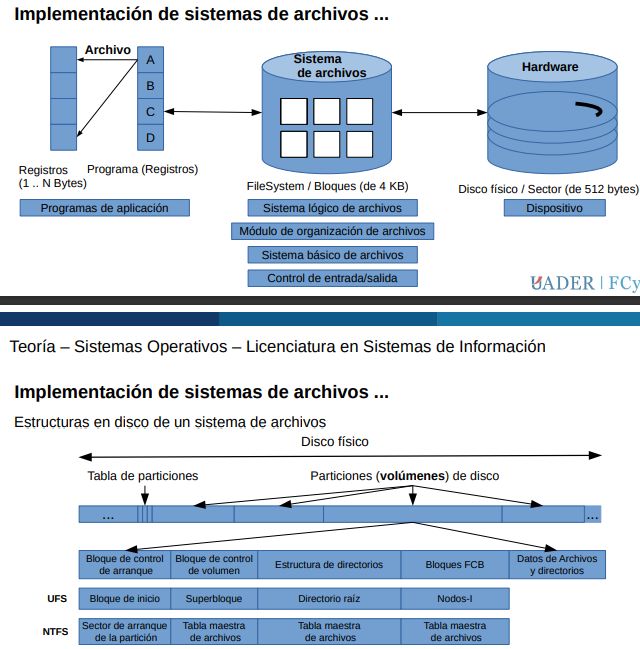 Implementación de sistemas de archivos ...
Archivo
A
B
C
D
Sistema
de archivos
Hardware
Registros
(1 .. N Bytes)
Programa (Registros)
FileSystem / Bloques (de 4 KB)
Disco físico / Sector (de 512 bytes)
Programas de aplicación
Sistema lógico de archivos
Dispositivo
Módulo de organización de archivos
Sistema básico de archivos
Control de entrada/salida
UADER | FCy
Teoría – Sistemas Operativos – Licenciatura en Sistemas de Información
Implementación de sistemas de archivos ...
Estructuras en disco de un sistema de archivos
Disco físico
Tabla de particiones
Particiones (volúmenes) de disco
...
...
Bloque de control
de arranque
Bloque de control
de volumen
Estructura de directorios
Bloques FCB
Datos de Archivos
y directorios
UFS
Bloque de inicio
Superbloque
Directorio raíz
Nodos-I
NTFS
Sector de arranque
de la partición
Tabla maestra
de archivos
Tabla maestra
de archivos
Tabla maestra
de archivos